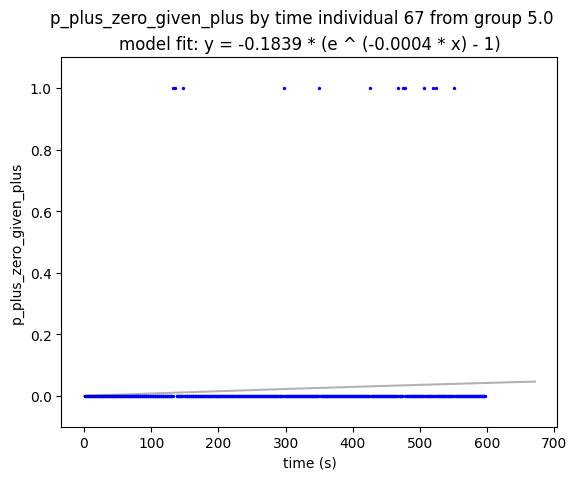 p_plus_zero_given_plus by time individual 67 from group 5.0
model fit: y = -0.1839 * (e ^ (-0.0004 * x) - 1)
p_plus_zero_given_plus
1.0
0.8
0.6
0.4
0.2
0.0
0 100 200 300 400 500 600 700
time (s)